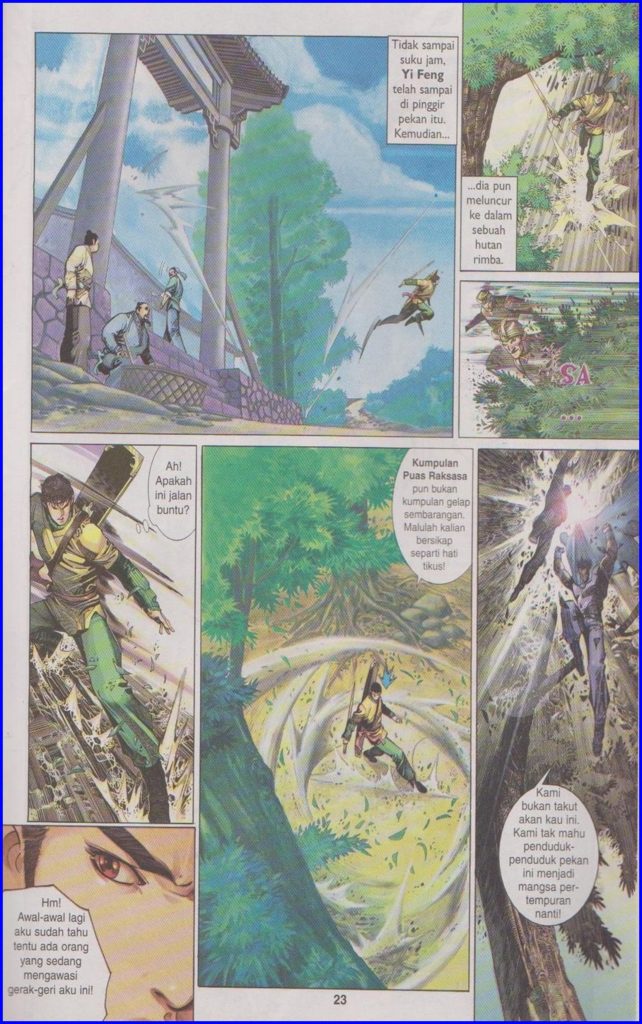 Tidak sampai
suku jam,
Yi Feng
telah sampai
di pinggir
pekan itu.
Kemudian...
...dia pun
meluncur
ke dalam
sebuah
hutan
rimba.
SA
...
Ah!
Apakah
ini jalan
buntu?
Hm!
Awal-awal lagi
aku sudah tahu
tentu ada orang
yang sedang
mengawasi
gerak-geri aku ini!
Kumpulan
Puas Raksasa
pun bukan
kumpulan gelap
sembarangan.
Malulah kalian
bersikap
separti hati
tikus!
Kami
bukan takut
akan kau ini.
Kami tak mahu
penduduk-
penduduk pekan
ini menjadi
mangsa per-
tempuran
nanti!
23